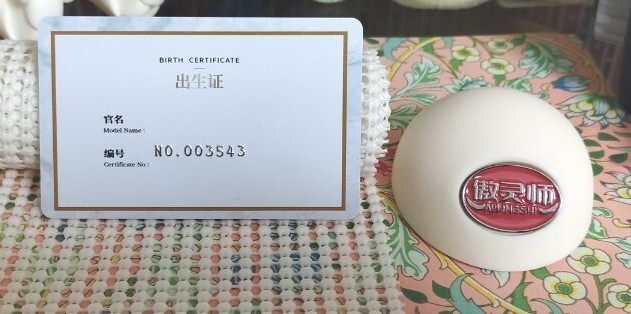 BIRTH CERTIFICATE
出生证
官名
Model Name :
编号 NO.003543
Certificate No :
傲灵师
AOLINGSHI